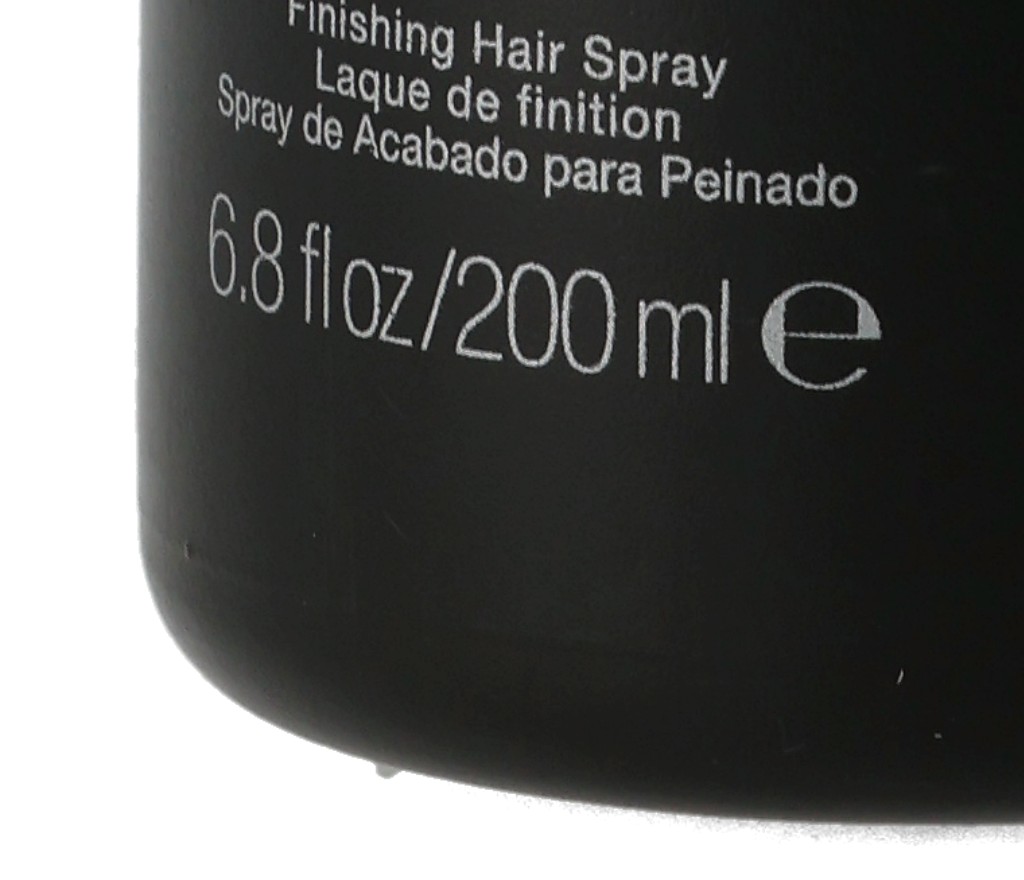 Finishing Hair Spray
Laque de finition
Spray de Acabado para Peinado
6.8 fl oz/200 ml ℮